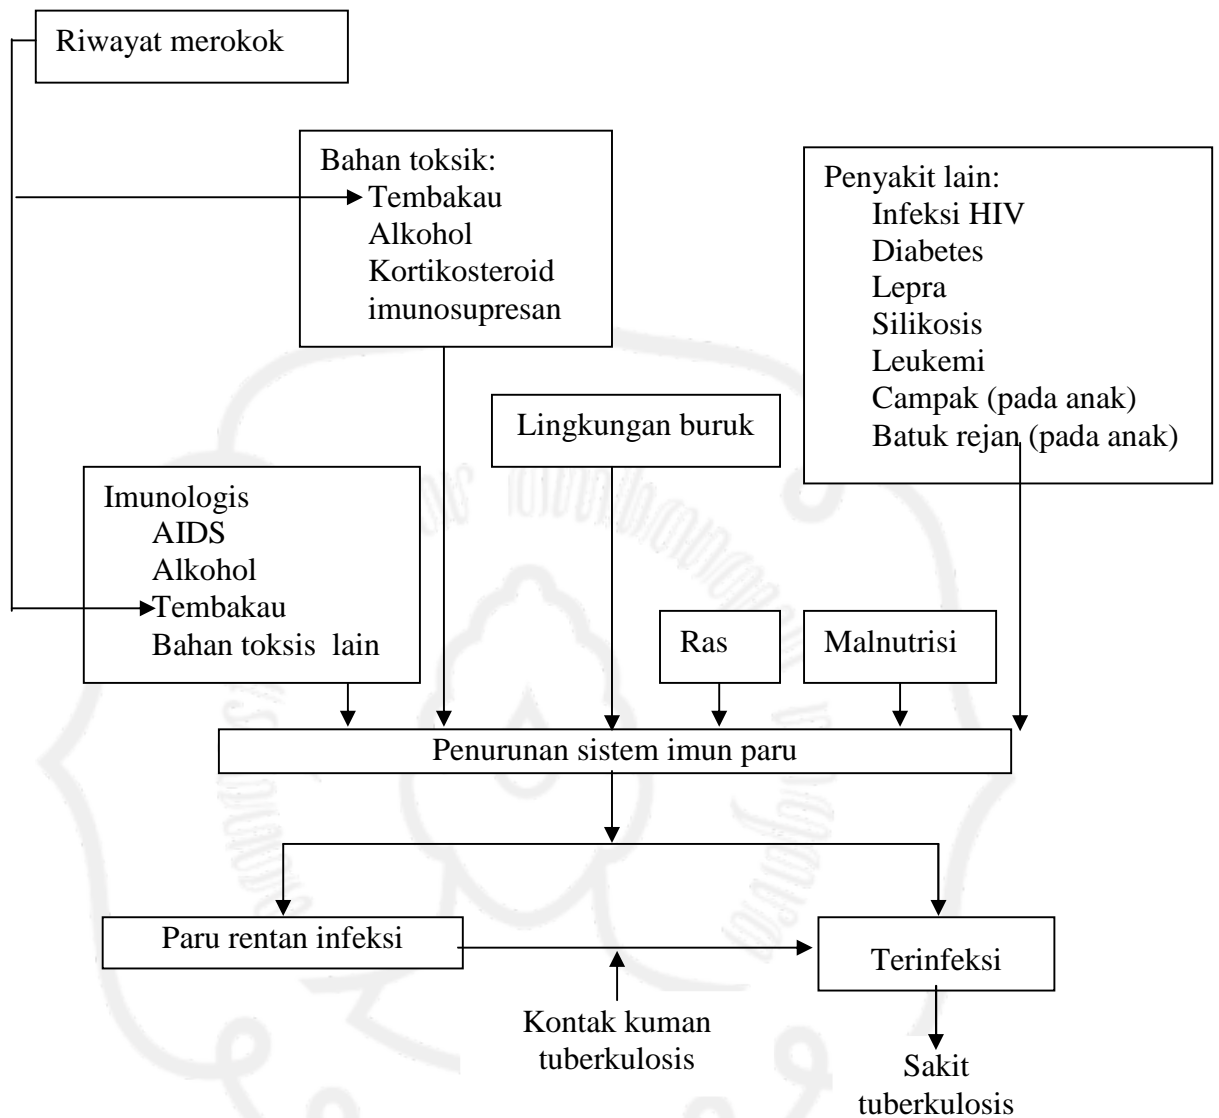 Riwayat merokok
Bahan toksik:
Tembakau
Alkohol
Kortikosteroid
imunosupresan
Penyakit lain:
Infeksi HIV
Diabetes
Lepra
Silikosis
Leukemi
Campak (pada anak)
Batuk rejan (pada anak)
Lingkungan buruk
Imunologis
AIDS
Alkohol
Tembakau
Bahan toksis lain
Ras
Malnutrisi
Penurunan sistem imun paru
Paru rentan infeksi
Terinfeksi
Kontak kuman
tuberkulosis
Sakit
tuberkulosis